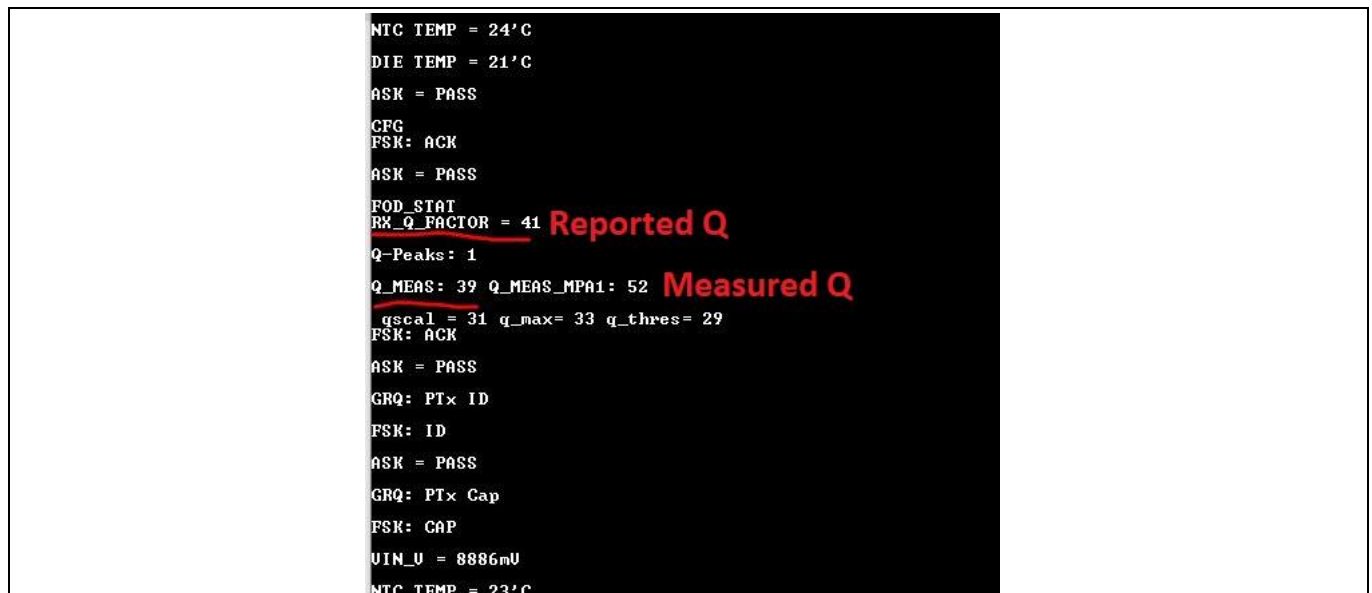 NTC TEMP = 24'C
DIE TEMP = 21'C
ASK = PASS
CFG
FSK: ACK
ASK = PASS
FOD_STAT
RX_Q_FACTOR = 41 Reported Q
Q-Peaks: 1
Q_MEAS: 39 Q_MEAS_MPA1: 52 Measured Q
qscal = 31 q_max= 33 q_thres= 29
FSK: ACK
ASK = PASS
GRQ: PTx ID
FSK: ID
ASK = PASS
GRQ: PTx Cap
FSK: CAP
VIN_V = 8886mV
NTC TEMP = 23'C